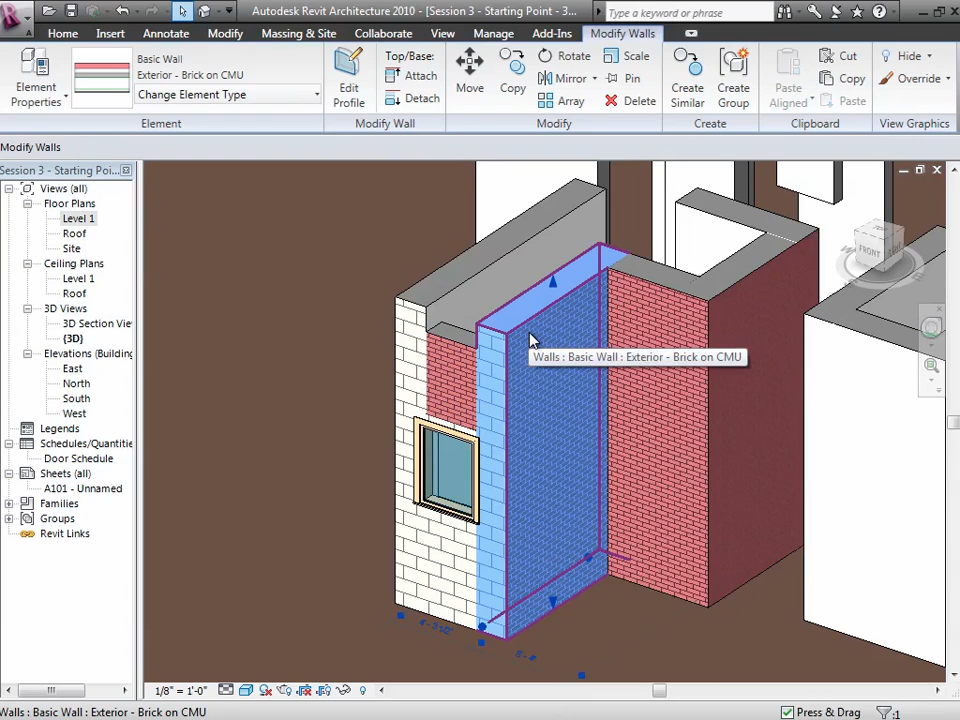 Autodesk Revit Architecture 2010 - [Session 3 - Starting Point - 3...
Type a keyword or phrase
Home Insert Annotate Modify Massing & Site Collaborate View Manage Add-Ins Modify Walls
Element Properties
Basic Wall
Exterior - Brick on CMU
Change Element Type
Element
Edit Profile
Top/Base:
Attach
Detach
Modify Wall
Move
Copy
Rotate
Mirror
Array
Scale
Pin
Delete
Modify
Create Similar
Create Group
Create
Paste Aligned
Cut
Copy
Paste
Clipboard
Hide
Override
View Graphics
Modify Walls
Session 3 - Starting Poi...
Views (all)
Floor Plans
Level 1
Roof
Site
Ceiling Plans
Level 1
Roof
3D Views
3D Section Vie
{3D}
Elevations (Building
East
North
South
West
Legends
Schedules/Quantitie
Door Schedule
Sheets (all)
A101 - Unnamed
Families
Groups
Revit Links
FRONT
Walls : Basic Wall : Exterior - Brick on CMU
1/8" = 1'-0"
Walls : Basic Wall : Exterior - Brick on CMU
Press & Drag
:1